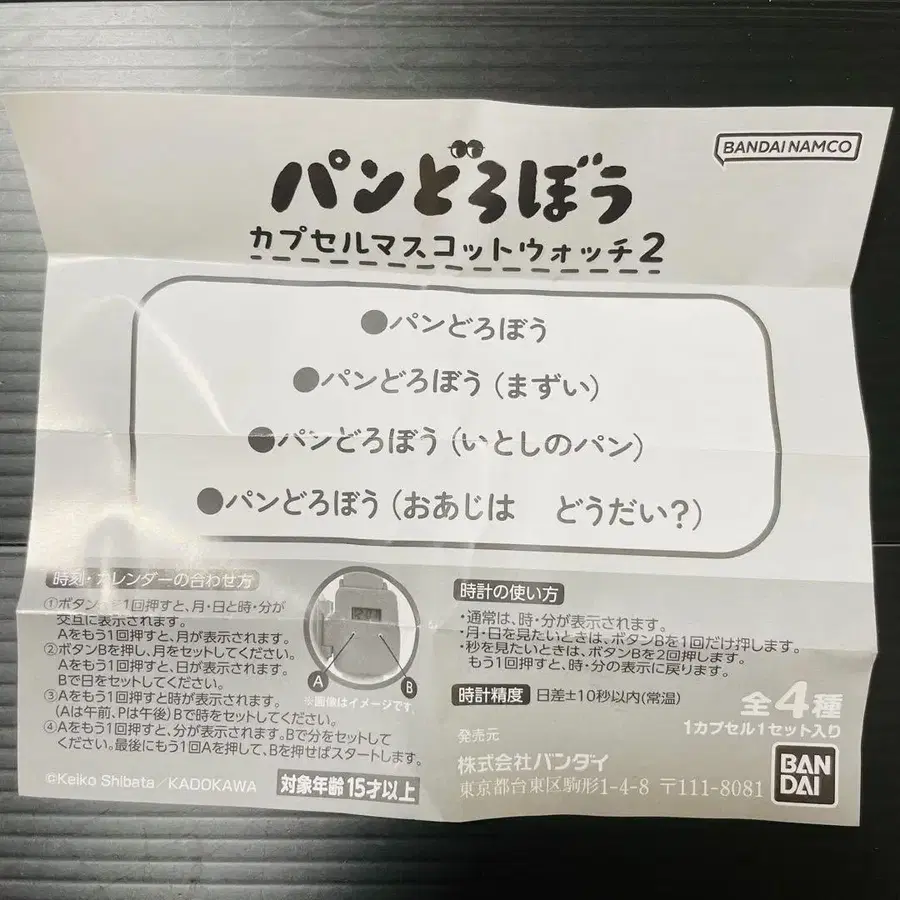 BANDAI NAMCO
パンどろぼう
カプセルマスコットウォッチ2
●パンどろぼう
●パンどろぼう(まずい)
●パンどろぼう(いとしのパン)
●パンどろぼう(おあじは どうだい?)
時刻・カレンダーの合わせ方
①ボタンAを1回押すと、月・日と時・分が
交互に表示されます。
Aをもう1回押すと、月が表示されます。
②ボタンBを押し、月をセットしてください。
Aをもう1回押すと、日が表示されます。
Bで日をセットしてください。
③Aをもう1回押すと時が表示されます。
(Aは午前、Pは午後)Bで時をセットしてください。
④Aをもう1回押すと、分が表示されます。Bで分をセットして
ください。最後にもう1回Aを押して、Bを押せばスタートします。
A
B
※画像はイメージです。
©Keiko Shibata/KADOKAWA
対象年齢15才以上
時計の使い方
・通常は、時・分が表示されます。
・月・日を見たいときは、ボタンBを1回だけ押します。
・秒を見たいときは、ボタンBを2回押します。
もう1回押すと、時・分の表示に戻ります。
時計精度 日差±10秒以内(常温)
全4種
1カプセル1セット入り
発売元
株式会社バンダイ
東京都台東区駒形1-4-8 〒111-8081
BAN
DAI